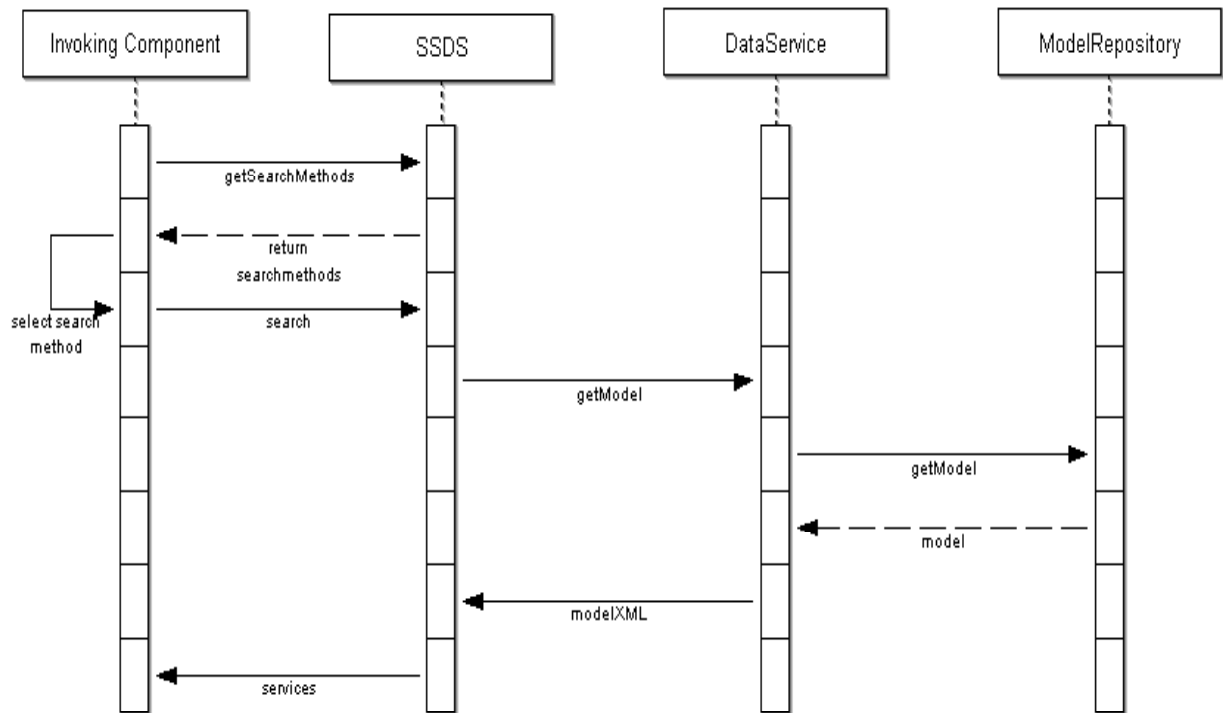 Invoking Component
SSDS
DataService
ModelRepository
getSearchMethods
return
searchmethods
select search
method
search
getModel
getModel
model
modelXML
services